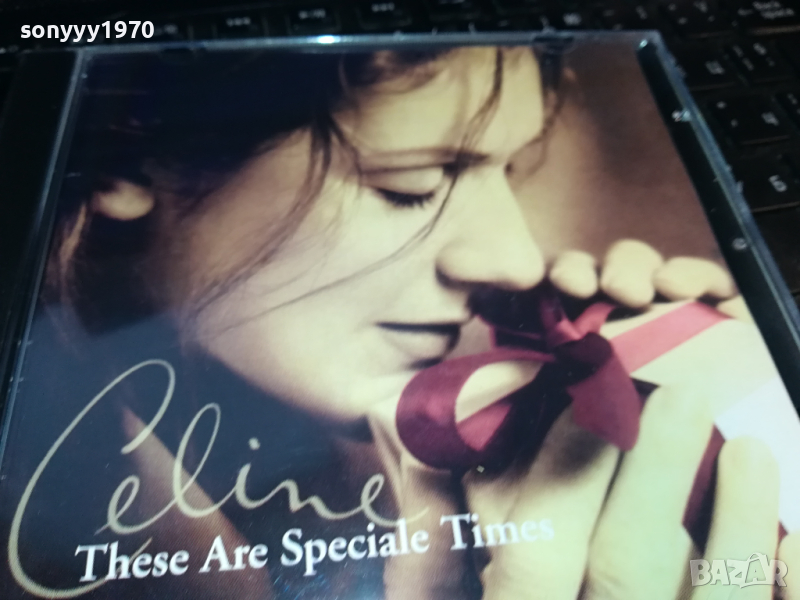 sonyyy1970
Celine
These Are Speciale Times
BAZAR